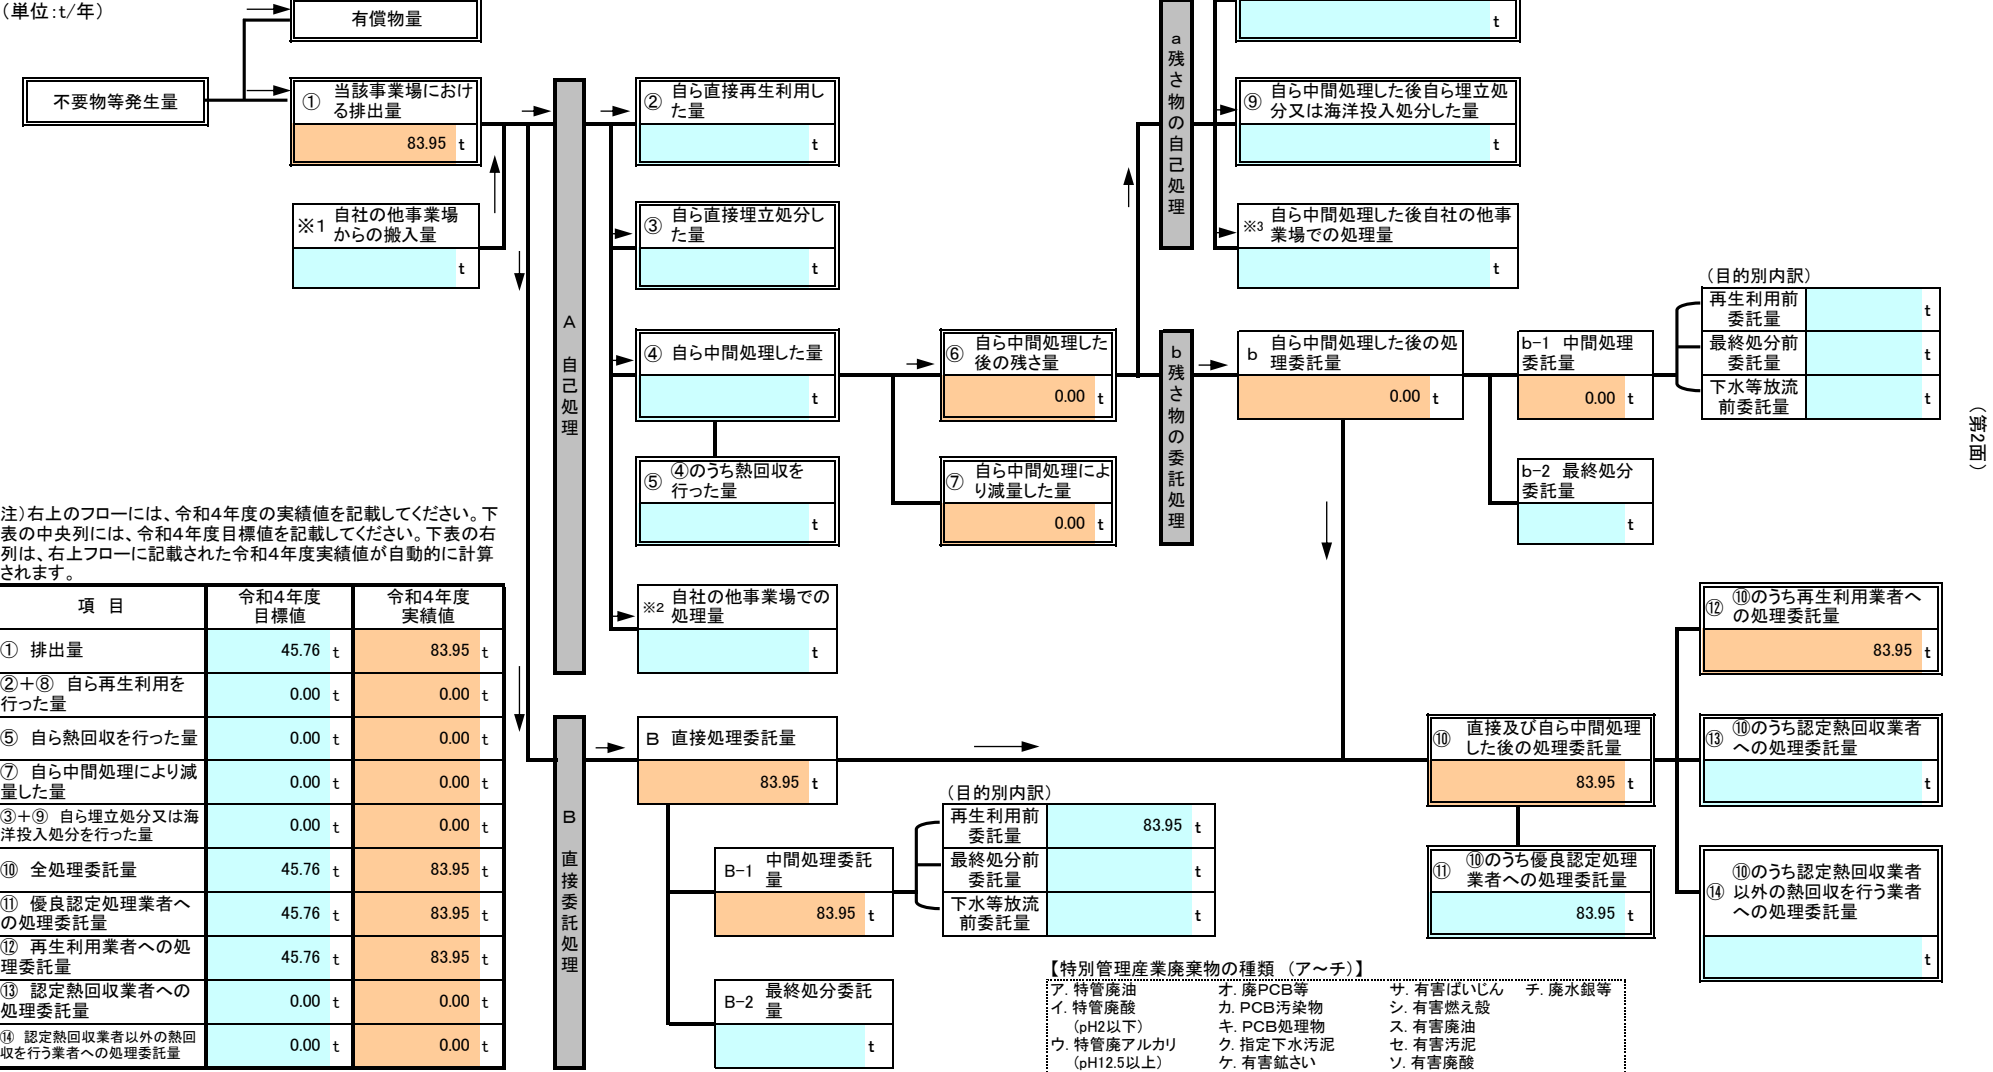 （単位：t/年）
有償物量
不要物等発生量
① 当該事業場におけ
る排出量
83.95 t
※1 自社の他事業場
からの搬入量
t
A 自己処理
② 自ら直接再生利用し
た量
t
③ 自ら直接埋立処分し
た量
t
④ 自ら中間処理した量
t
⑤ ④のうち熱回収を
行った量
t
※2 自社の他事業場での
処理量
t
⑥ 自ら中間処理した
後の残さ量
0.00 t
⑦ 自ら中間処理によ
り減量した量
0.00 t
a 残さ物の自己処理
t
⑨ 自ら中間処理した後自ら埋立処
分又は海洋投入処分した量
t
※3 自ら中間処理した後自社の他事
業場での処理量
t
b 残さ物の委託処理
b 自ら中間処理した後の処
理委託量
0.00 t
b-1 中間処理
委託量
0.00 t
b-2 最終処分
委託量
t
（目的別内訳）
再生利用前
委託量
t
最終処分前
委託量
t
下水等放流
前委託量
t
（第2面）
注）右上のフローには、令和4年度の実績値を記載してください。下
表の中央列には、令和4年度目標値を記載してください。下表の右
列は、右上フローに記載された令和4年度実績値が自動的に計算
されます。
項 目 令和4年度 目標値 令和4年度 実績値
① 排出量 45.76 t 83.95 t
②＋⑧ 自ら再生利用を
行った量 0.00 t 0.00 t
⑤ 自ら熱回収を行った量 0.00 t 0.00 t
⑦ 自ら中間処理により減
量した量 0.00 t 0.00 t
③＋⑨ 自ら埋立処分又は海
洋投入処分を行った量 0.00 t 0.00 t
⑩ 全処理委託量 45.76 t 83.95 t
⑪ 優良認定処理業者へ
の処理委託量 45.76 t 83.95 t
⑫ 再生利用業者への処
理委託量 45.76 t 83.95 t
⑬ 認定熱回収業者への
処理委託量 0.00 t 0.00 t
⑭ 認定熱回収業者以外の熱回
収を行う業者への処理委託量 0.00 t 0.00 t
B 直接委託処理
B 直接処理委託量
83.95 t
B-1 中間処理委託
量
83.95 t
B-2 最終処分委託
量
t
（目的別内訳）
再生利用前
委託量
83.95 t
最終処分前
委託量
t
下水等放流
前委託量
t
⑩ 直接及び自ら中間処理
した後の処理委託量
83.95 t
⑪ ⑩のうち優良認定処理
業者への処理委託量
83.95 t
⑫ ⑩のうち再生利用業者へ
の処理委託量
83.95 t
⑬ ⑩のうち認定熱回収業者
への処理委託量
t
⑭ ⑩のうち認定熱回収業者
以外の熱回収を行う業者
への処理委託量
t
【特別管理産業廃棄物の種類 （ア～チ）】
ア. 特管廃油 オ. 廃PCB等 サ. 有害ばいじん チ. 廃水銀等
イ. 特管廃酸 カ. PCB汚染物 シ. 有害燃え殻
（pH2以下） キ. PCB処理物 ス. 有害廃油
ウ. 特管廃アルカリ ク. 指定下水汚泥 セ. 有害汚泥
（pH12.5以上） ケ. 有害鉱さい ソ. 有害廃酸